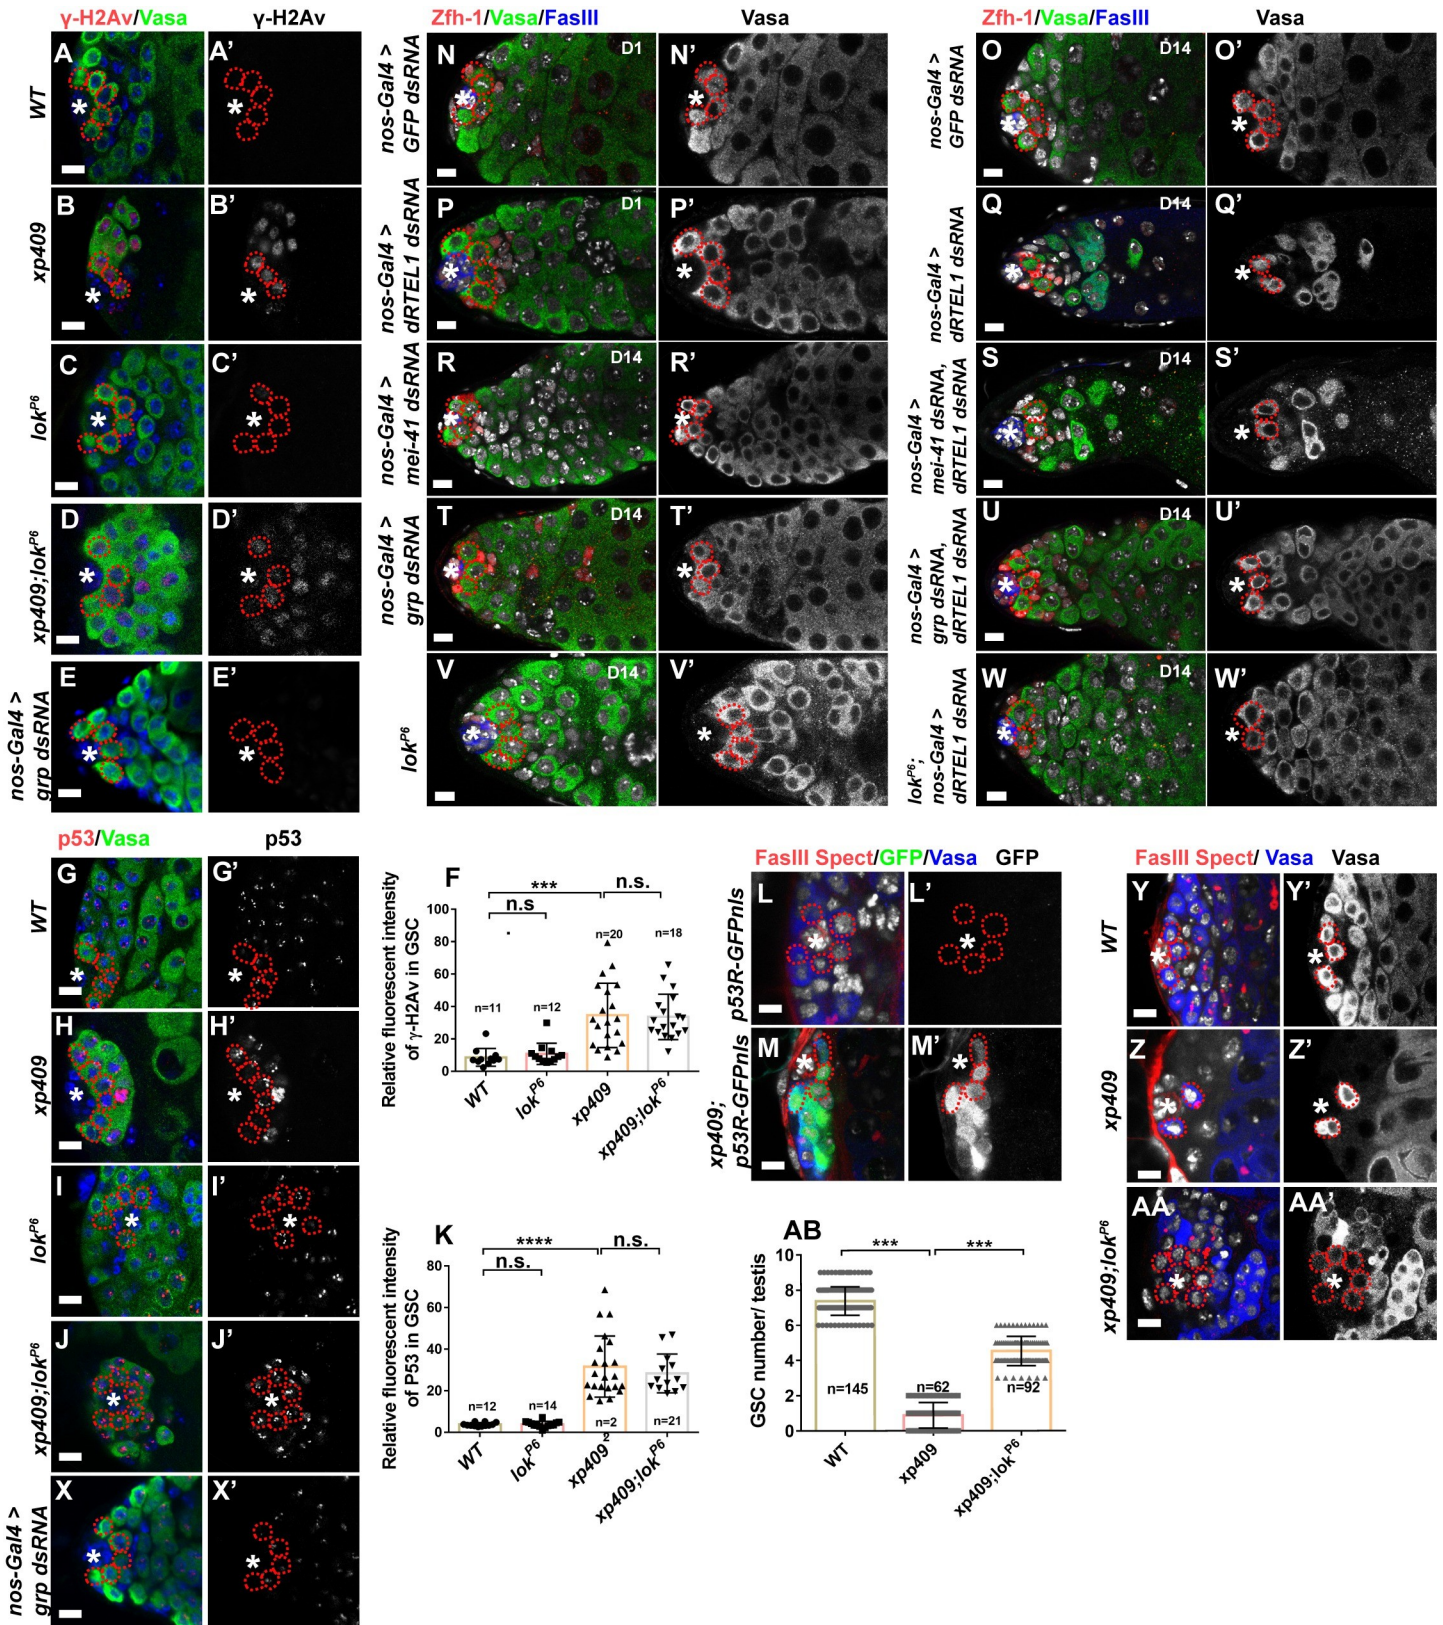 γ-H2Av/Vasa γ-H2Av
WT
A A’
xp409
B B’
lokP6
C C’
xp409;lokP6
D D’
nos-Gal4 >
grp dsRNA
E E’
Zfh-1/Vasa/FasIII Vasa
nos-Gal4 >
GFP dsRNA
N D1 N’
nos-Gal4 >
dRTEL1 dsRNA
P D1 P’
nos-Gal4 >
mei-41 dsRNA
R D14 R’
nos-Gal4 >
grp dsRNA
T D14 T’
lokP6
V D14 V’
Zfh-1/Vasa/FasIII Vasa
nos-Gal4 >
GFP dsRNA
O D14 O’
nos-Gal4 >
dRTEL1 dsRNA
Q D14 Q’
nos-Gal4 >
mei-41 dsRNA,
dRTEL1 dsRNA
S D14 S’
nos-Gal4 >
grp dsRNA,
dRTEL1 dsRNA
U D14 U’
lokP6;
nos-Gal4 >
dRTEL1 dsRNA
W D14 W’
p53/Vasa p53
WT
G G’
xp409
H H’
lokP6
I I’
xp409;lokP6
J J’
nos-Gal4 >
grp dsRNA
X X’
F
Relative fluorescent intensity
of γ-H2Av in GSC
*** n.s.
n.s
100
80
60
40
20
0
n=11 n=12 n=20 n=18
WT lokP6 xp409 xp409;lokP6
K
Relative fluorescent intensity
of P53 in GSC
**** n.s.
n.s.
80
60
40
20
0
n=12 n=14 n=2
2 n=21
WT lokP6 xp409 xp409;lokP6
FasIII Spect/GFP/Vasa GFP
p53R-GFPnls
L L’
xp409;
p53R-GFPnls
M M’
AB
GSC number/ testis
*** ***
10
8
6
4
2
0
n=145 n=62 n=92
WT xp409 xp409;lokP6
FasIII Spect/ Vasa Vasa
WT
Y Y’
xp409
Z Z’
xp409;lokP6
AA AA’